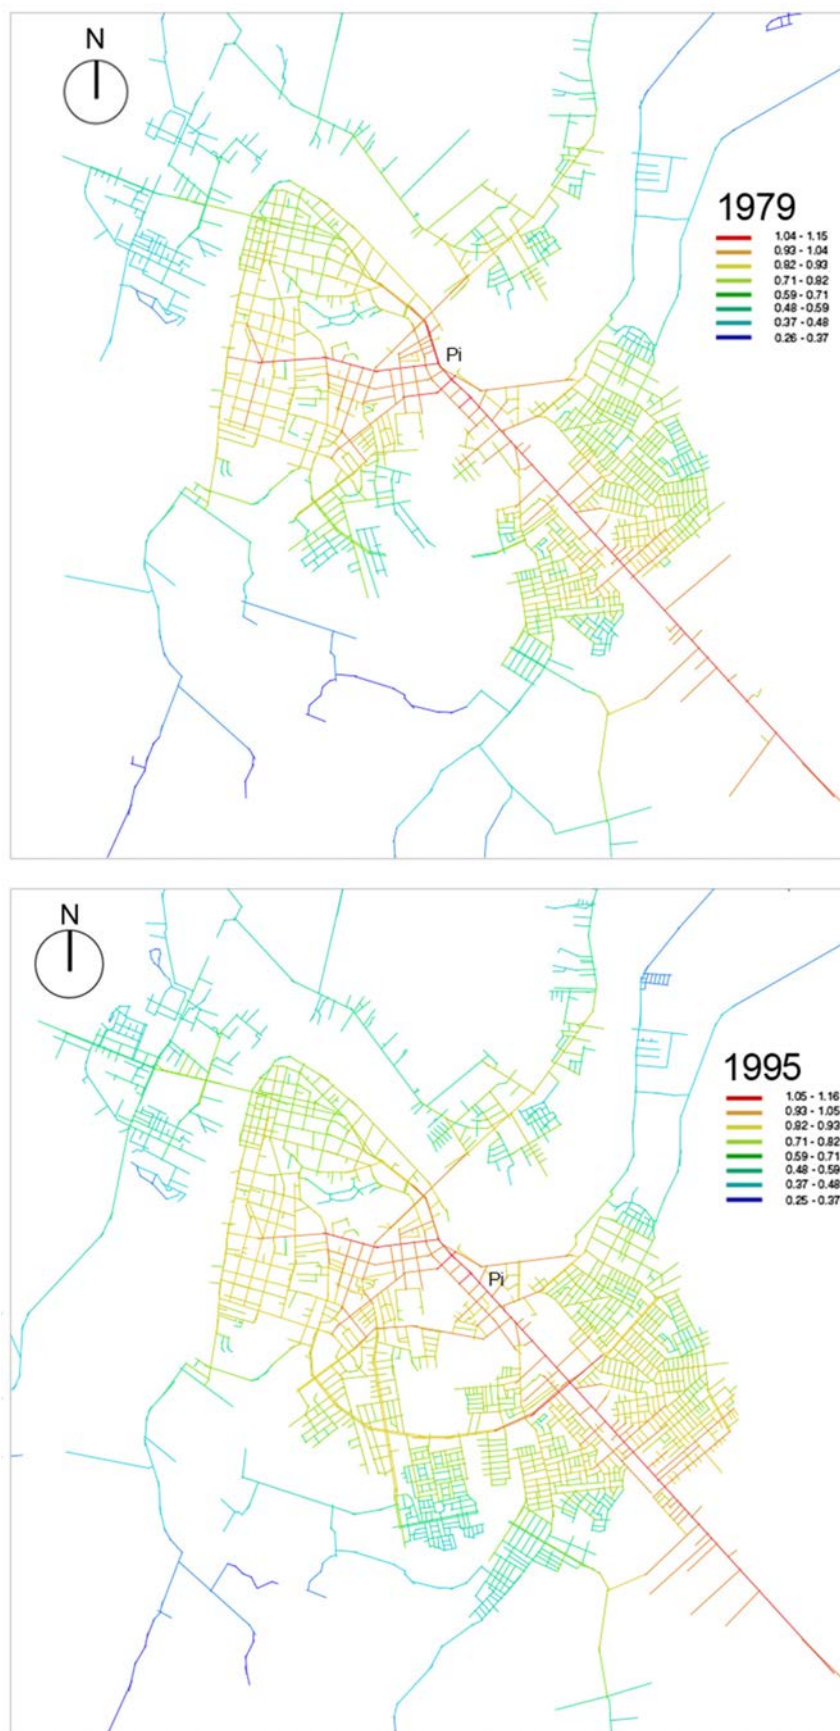 N
1979
1.04 - 1.15
0.93 - 1.04
0.82 - 0.93
0.71 - 0.82
0.59 - 0.71
0.48 - 0.59
0.37 - 0.48
0.26 - 0.37
Pi
N
1995
1.05 - 1.16
0.93 - 1.05
0.82 - 0.93
0.71 - 0.82
0.59 - 0.71
0.48 - 0.59
0.37 - 0.48
0.25 - 0.37
Pi